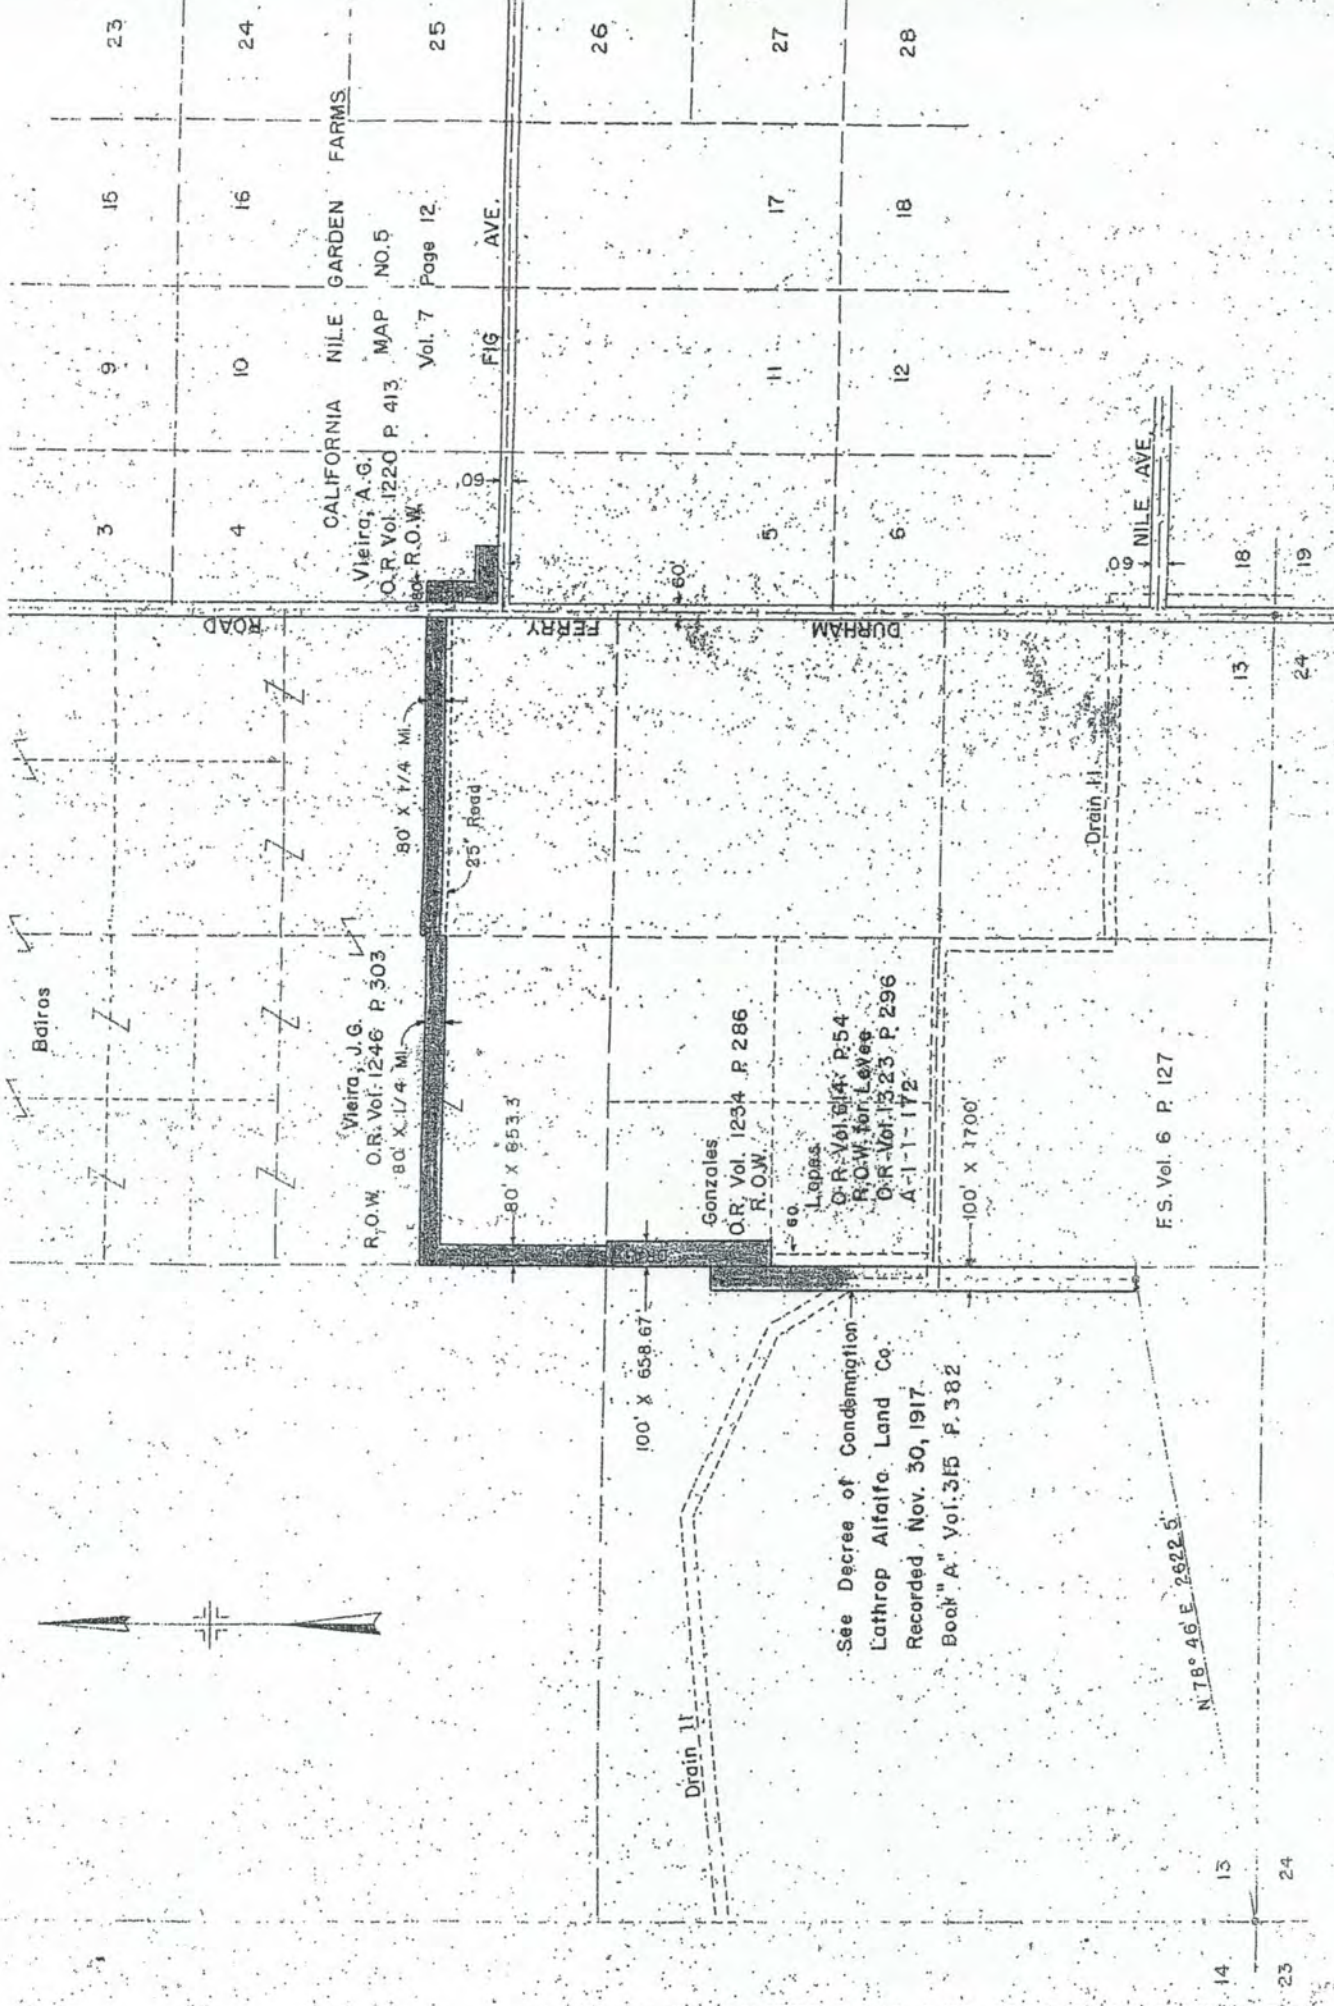 Bairos
3
9
15
23
4
10
16
24
25
26
27
28
CALIFORNIA NILE GARDEN FARMS
MAP NO. 5
Vol. 7 Page 12
Vieira, A.G.
O.R. Vol. 1220 P. 413
80' R.O.W.
60
FIG AVE.
ROAD
FERRY
DURHAM
Vieira, J.G.
R.O.W. O.R. Vol. 1246 P. 303
80' X 1/4 Mi.
80' X 1/4 Mi.
25' Road
80' X 853.3'
100' X 658.67'
Gonzales
O.R. Vol. 1234 P. 286
R.O.W.
60
60
5
11
17
6
12
18
Lopes
O.R. Vol. 614 P. 54
R.O.W. for Levee
O.R. Vol. 1323 P. 296
A-1-1-172
Drain 11
See Decree of Condemnation
Lathrop Alfalfa Land Co.
Recorded Nov. 30, 1917
Book "A" Vol. 315 P. 382
100' X 1700'
Drain 11
NILE AVE.
60
F.S. Vol. 6 P. 127
N 78° 46' E 2622.5'
14
13
23
24
13
18
24
19